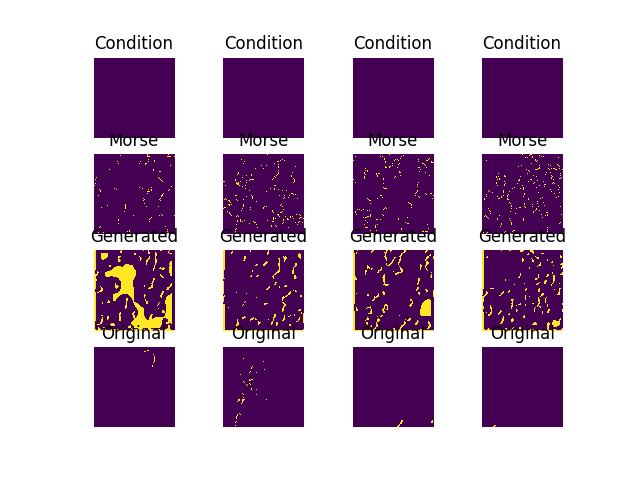 Condition Condition Condition Condition
Morse Morse Morse Morse
Generated Generated Generated Generated
Original Original Original Original